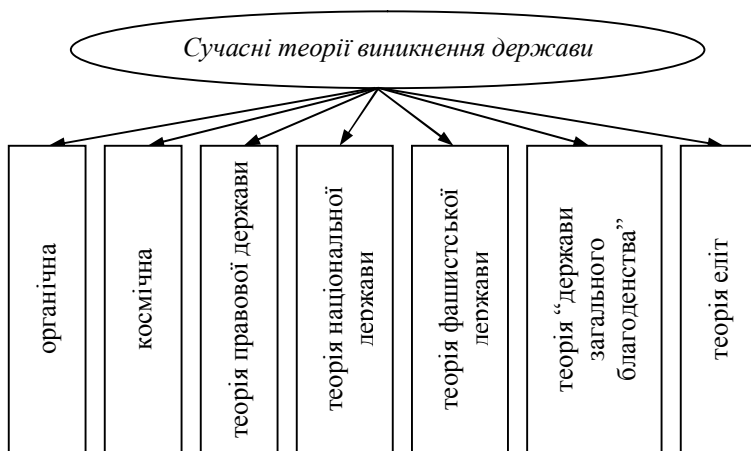 Сучасні теорії виникнення держави
органічна
космічна
теорія правової держави
теорія національної
держави
теорія фашистської
держави
теорія “держави
загального
благоденства”
теорія еліт